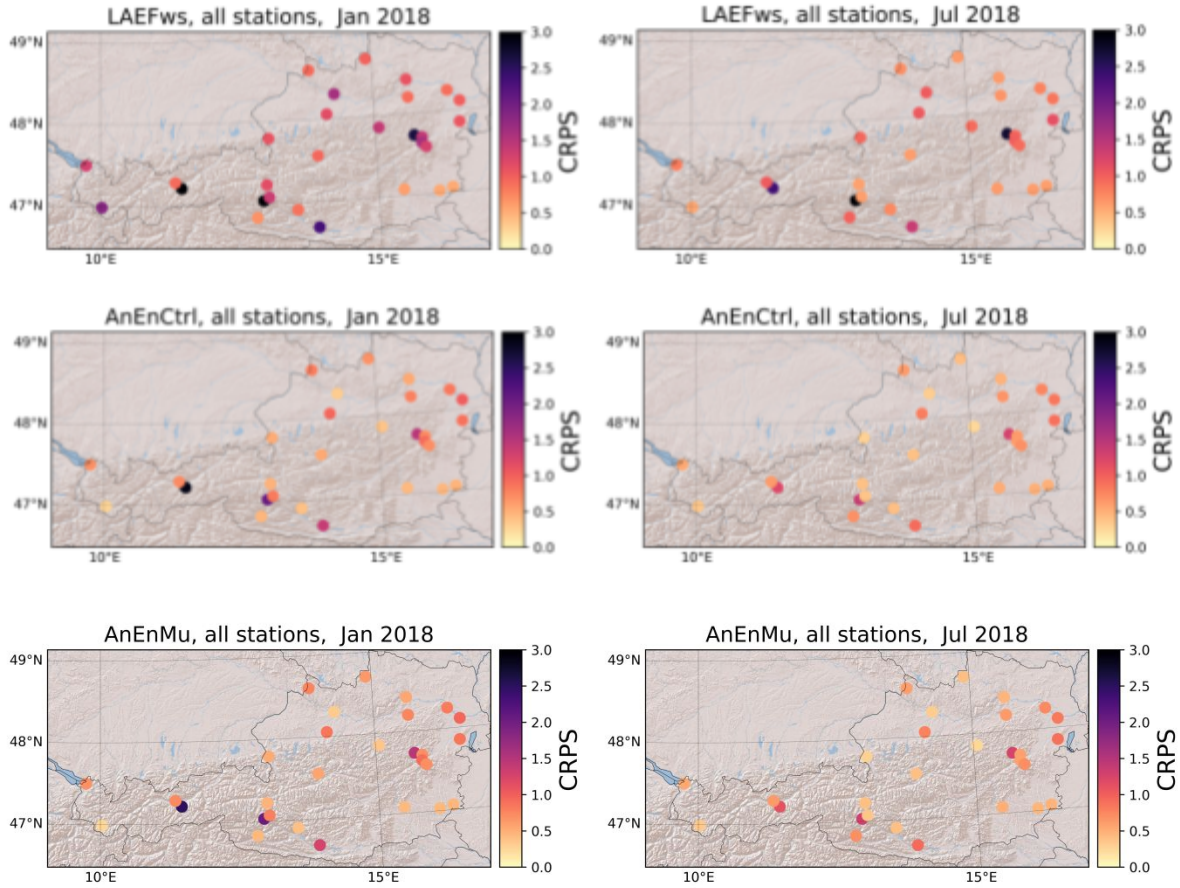 LAEFws, all stations,  Jan 2018
49°N
48°N
47°N
10°E
15°E
3.0
2.5
2.0
1.5
1.0
0.5
0.0
CRPS
LAEFws, all stations,  Jul 2018
49°N
48°N
47°N
10°E
15°E
3.0
2.5
2.0
1.5
1.0
0.5
0.0
CRPS
AnEnCtrl, all stations,  Jan 2018
49°N
48°N
47°N
10°E
15°E
3.0
2.5
2.0
1.5
1.0
0.5
0.0
CRPS
AnEnCtrl, all stations,  Jul 2018
49°N
48°N
47°N
10°E
15°E
3.0
2.5
2.0
1.5
1.0
0.5
0.0
CRPS
AnEnMu, all stations,  Jan 2018
49°N
48°N
47°N
10°E
15°E
3.0
2.5
2.0
1.5
1.0
0.5
0.0
CRPS
AnEnMu, all stations,  Jul 2018
49°N
48°N
47°N
10°E
15°E
3.0
2.5
2.0
1.5
1.0
0.5
0.0
CRPS